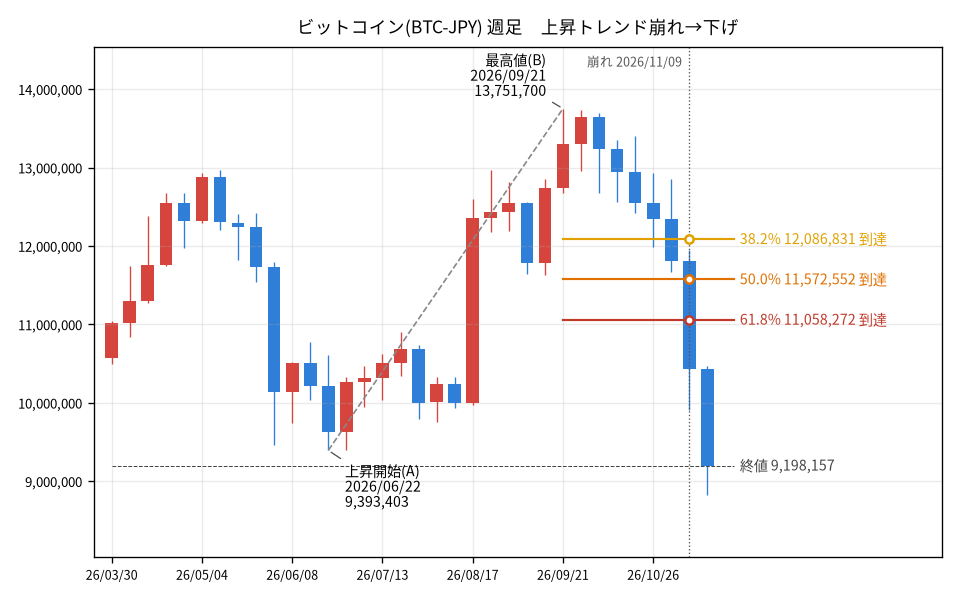 ビットコイン(BTC-JPY) 週足　上昇トレンド崩れ→下げ
最高値(B)
2026/09/21
13,751,700
崩れ 2026/11/09
14,000,000
13,000,000
12,000,000
11,000,000
10,000,000
9,000,000
38.2% 12,086,831 到達
50.0% 11,572,552 到達
61.8% 11,058,272 到達
終値 9,198,157
上昇開始(A)
2026/06/22
9,393,403
26/03/30
26/05/04
26/06/08
26/07/13
26/08/17
26/09/21
26/10/26